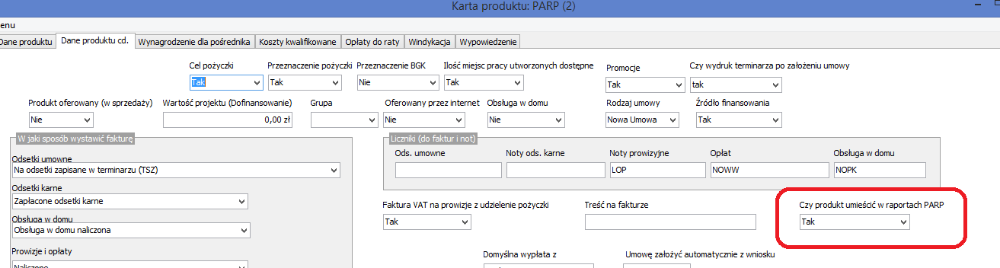 Karta produktu: PARP (2)
enu
Dane produktu Dane produktu cd. Wynagrodzenie dla pośrednika Koszty kwalifikowane Opłaty do raty Windykacja Wypowiedzenie
Cel pożyczki Przeznaczenie pożyczki Przeznaczenie BGK Ilość miejsc pracy utworzonych dostępne Promocje Czy wydruk terminarza po założeniu umowy
Tak Tak Nie Tak Tak tak
Produkt oferowany (w sprzedaży) Wartość projektu (Dofinansowanie) Grupa Oferowany przez internet Obsługa w domu Rodzaj umowy Źródło finansowania
Nie 0,00 zł Nie Nie Nowa Umowa Tak
W jaki sposób wystawić fakturę
Odsetki umowne
Na odsetki zapisane w terminarzu (TSZ)
Odsetki karne
Zapłacone odsetki karne
Obsługa w domu
Obsługa w domu naliczona
Prowizje i opłaty
Naliczone
Liczniki (do faktur i not)
Ods. umowne Noty ods. karne Noty prowizyjne Opłat Obsługa w domu
LOP NOWW NOPK
Faktura VAT na prowizje z udzielenie pożyczki Treść na fakturze Czy produkt umieścić w raportach PARP
Tak Tak
Domyślna wypłata z Umowę założyć automatycznie z wniosku